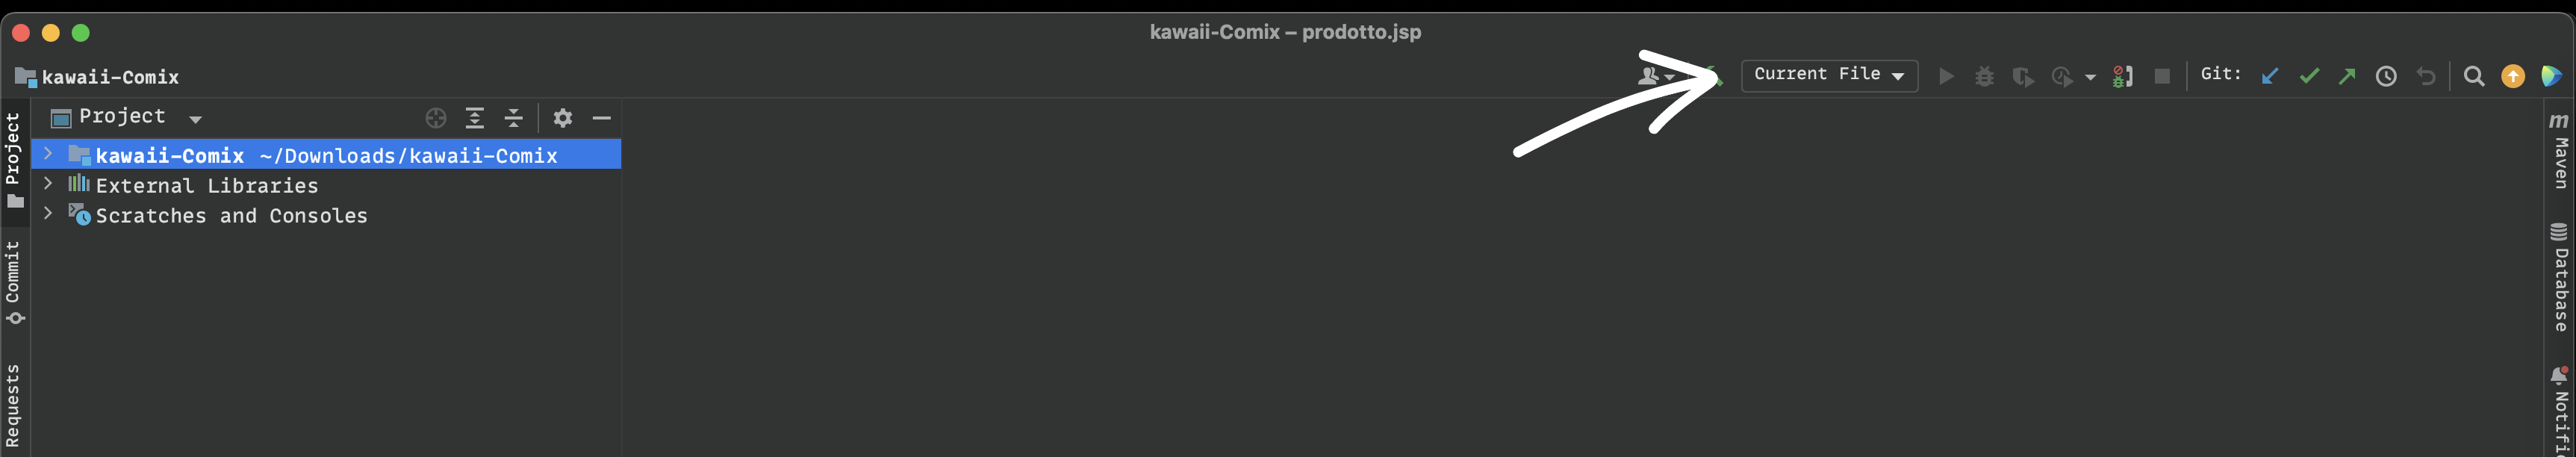 kawaii-Comix – prodotto.jsp
kawaii-Comix
Current File
Git:
Project
Project
kawaii-Comix ~/Downloads/kawaii-Comix
External Libraries
Scratches and Consoles
Commit
Requests
m
Maven
Database
Notifi